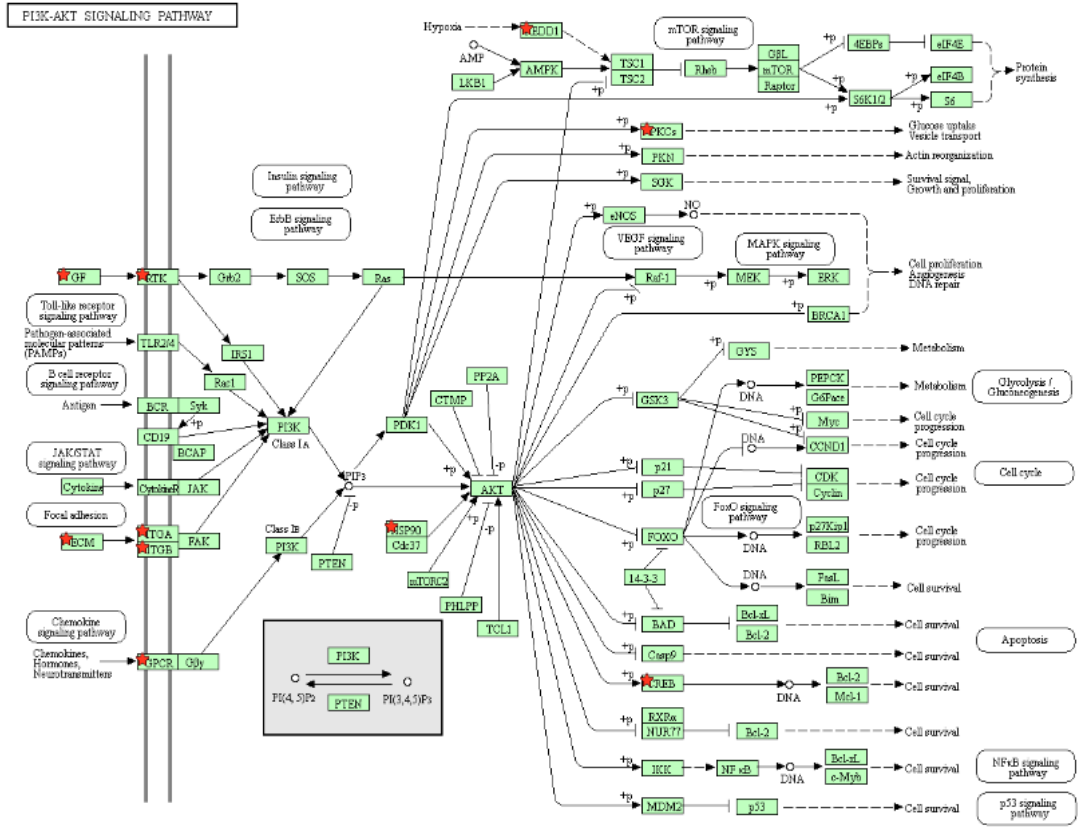 PI3K-AKT SIGNALING PATHWAY
Hypoxia
REDD1
mTOR signaling
pathway
AMP
LKB1
AMPK
TSC1
TSC2
+p
Rheb
GβL
mTOR
Raptor
+p
4EBPs
eIF4E
+p
S6K1/2
+p
+p
eIF4B
+p
S6
Protein
synthesis
+p
PKCs
Glucose uptake
Vesicle transport
+p
PKN
Actin reorganization
+p
SGK
Survival signal,
Growth and proliferation
Insulin signaling
pathway
ErbB signaling
pathway
+p
eNOS
NO
VEGF signaling
pathway
MAPK signaling
pathway
GF
RTK
Grb2
SOS
Ras
Raf-1
+p
MEK
+p
ERK
Cell proliferation
Angiogenesis
DNA repair
+p
BRCA1
Toll-like receptor
signaling pathway
Pathogen-associated
molecular patterns
(PAMPs)
TLR2/4
IRS1
Rac1
B cell receptor
signaling pathway
Antigen
BCR
Syk
+p
CD19
BCAP
PI3K
Class IA
PDK1
PP2A
CTMP
+p
GSK3
GYS
Metabolism
DNA
PEPCK
G6Pace
Metabolism
Glycolysis /
Gluconeogenesis
+p
Myc
Cell cycle
progression
+p
DNA
CCND1
Cell cycle
progression
JAK/STAT
signaling pathway
Cytokine
CytokineR
JAK
PIP3
-p
+p
-p
AKT
+p
p21
+p
p27
CDK
Cyclin
Cell cycle
progression
Cell cycle
Focal adhesion
ECM
ITGA
ITGB
FAK
Class IB
PI3K
PTEN
HSP90
Cdc37
+p
-p
mTORC2
PHLPP
TCL1
FoxO signaling
pathway
+p
FOXO
DNA
p27Kip1
RBL2
Cell cycle
progression
14-3-3
DNA
FasL
Bim
Cell survival
+p
BAD
Bcl-xL
Bcl-2
Cell survival
Apoptosis
+p
Casp9
Cell survival
+p
CREB
DNA
Bcl-2
Mcl-1
Cell survival
Chemokine
signaling pathway
Chemokines,
Hormones,
Neurotransmitters
GPCR
Gβγ
PI3K
PI(4, 5)P2
PI(3,4,5)P3
PTEN
+p
RXRα
NUR77
Bcl-2
Cell survival
+p
IKK
NFκB
DNA
Bcl-xL
c-Myb
Cell survival
NFκB signaling
pathway
+p
MDM2
p53
Cell survival
p53 signaling
pathway